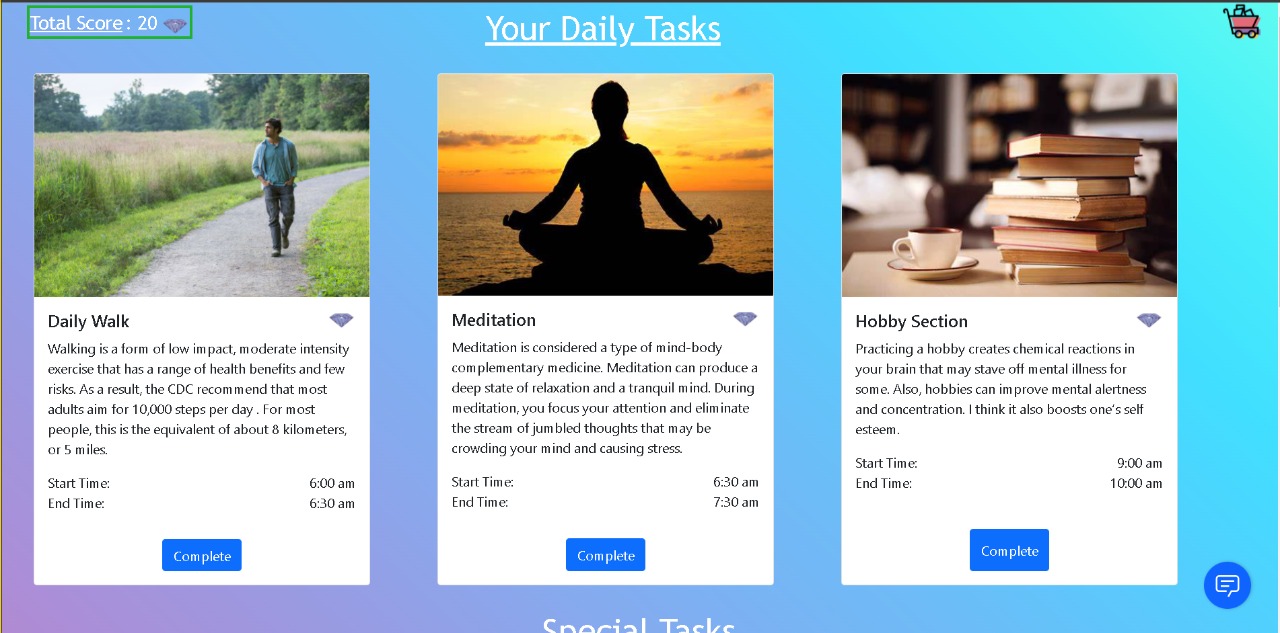 Total Score : 20
Your Daily Tasks
Daily Walk
Walking is a form of low impact, moderate intensity
exercise that has a range of health benefits and few
risks. As a result, the CDC recommend that most
adults aim for 10,000 steps per day . For most
people, this is the equivalent of about 8 kilometers,
or 5 miles.
Start Time: 6:00 am
End Time: 6:30 am
Complete
Meditation
Meditation is considered a type of mind-body
complementary medicine. Meditation can produce a
deep state of relaxation and a tranquil mind. During
meditation, you focus your attention and eliminate
the stream of jumbled thoughts that may be
crowding your mind and causing stress.
Start Time: 6:30 am
End Time: 7:30 am
Complete
Hobby Section
Practicing a hobby creates chemical reactions in
your brain that may stave off mental illness for
some. Also, hobbies can improve mental alertness
and concentration. I think it also boosts one’s self
esteem.
Start Time: 9:00 am
End Time: 10:00 am
Complete
Special Tasks